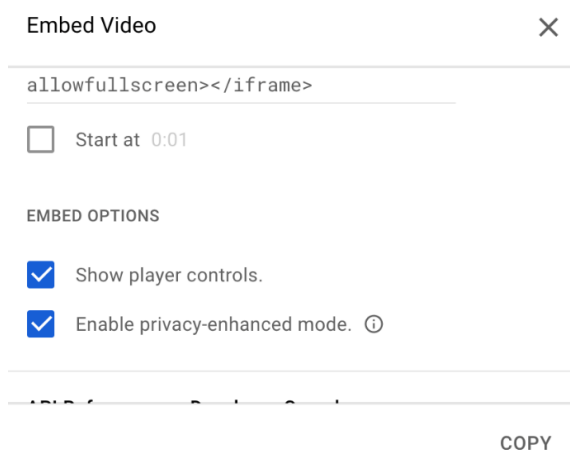 Embed Video
allowfullscreen></iframe>
Start at 0:01
EMBED OPTIONS
Show player controls.
Enable privacy-enhanced mode.
COPY